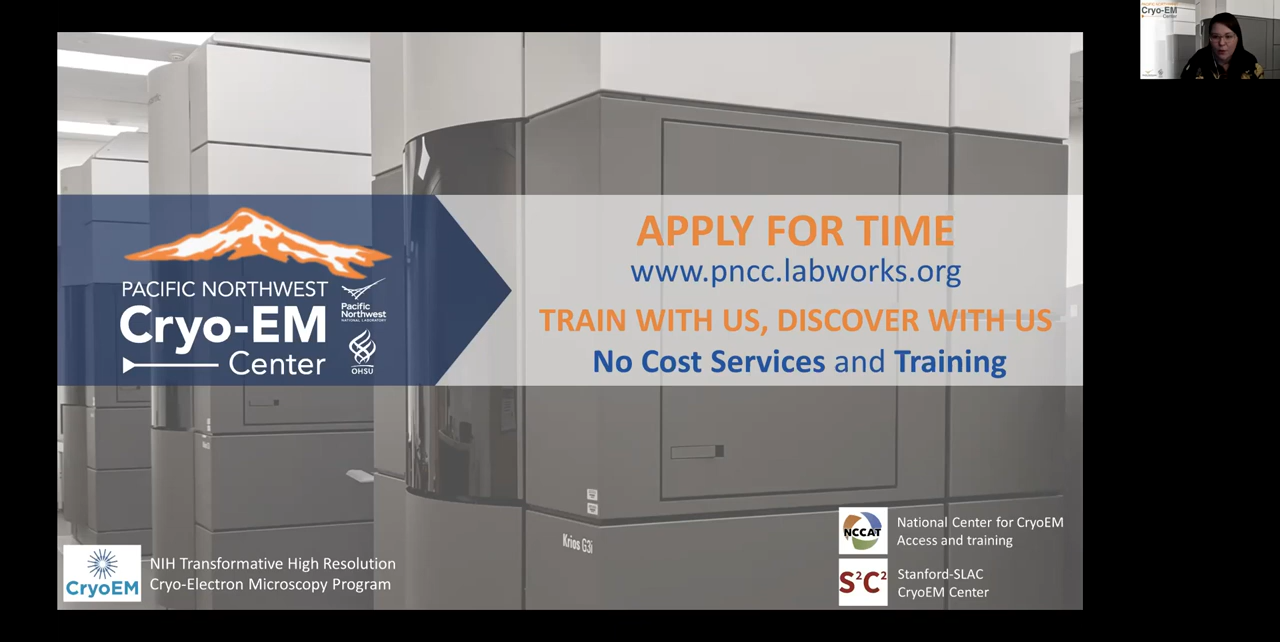 PACIFIC NORTHWEST
Cryo-EM
Center
Pacific
Northwest
NATIONAL LABORATORY
OHSU
APPLY FOR TIME
www.pncc.labworks.org
TRAIN WITH US, DISCOVER WITH US
No Cost Services and Training
Krios G3i
CryoEM
NIH Transformative High Resolution
Cryo-Electron Microscopy Program
NCCAT
National Center for CryoEM
Access and training
S²C²
Stanford-SLAC
CryoEM Center
Cryo-EM
Center